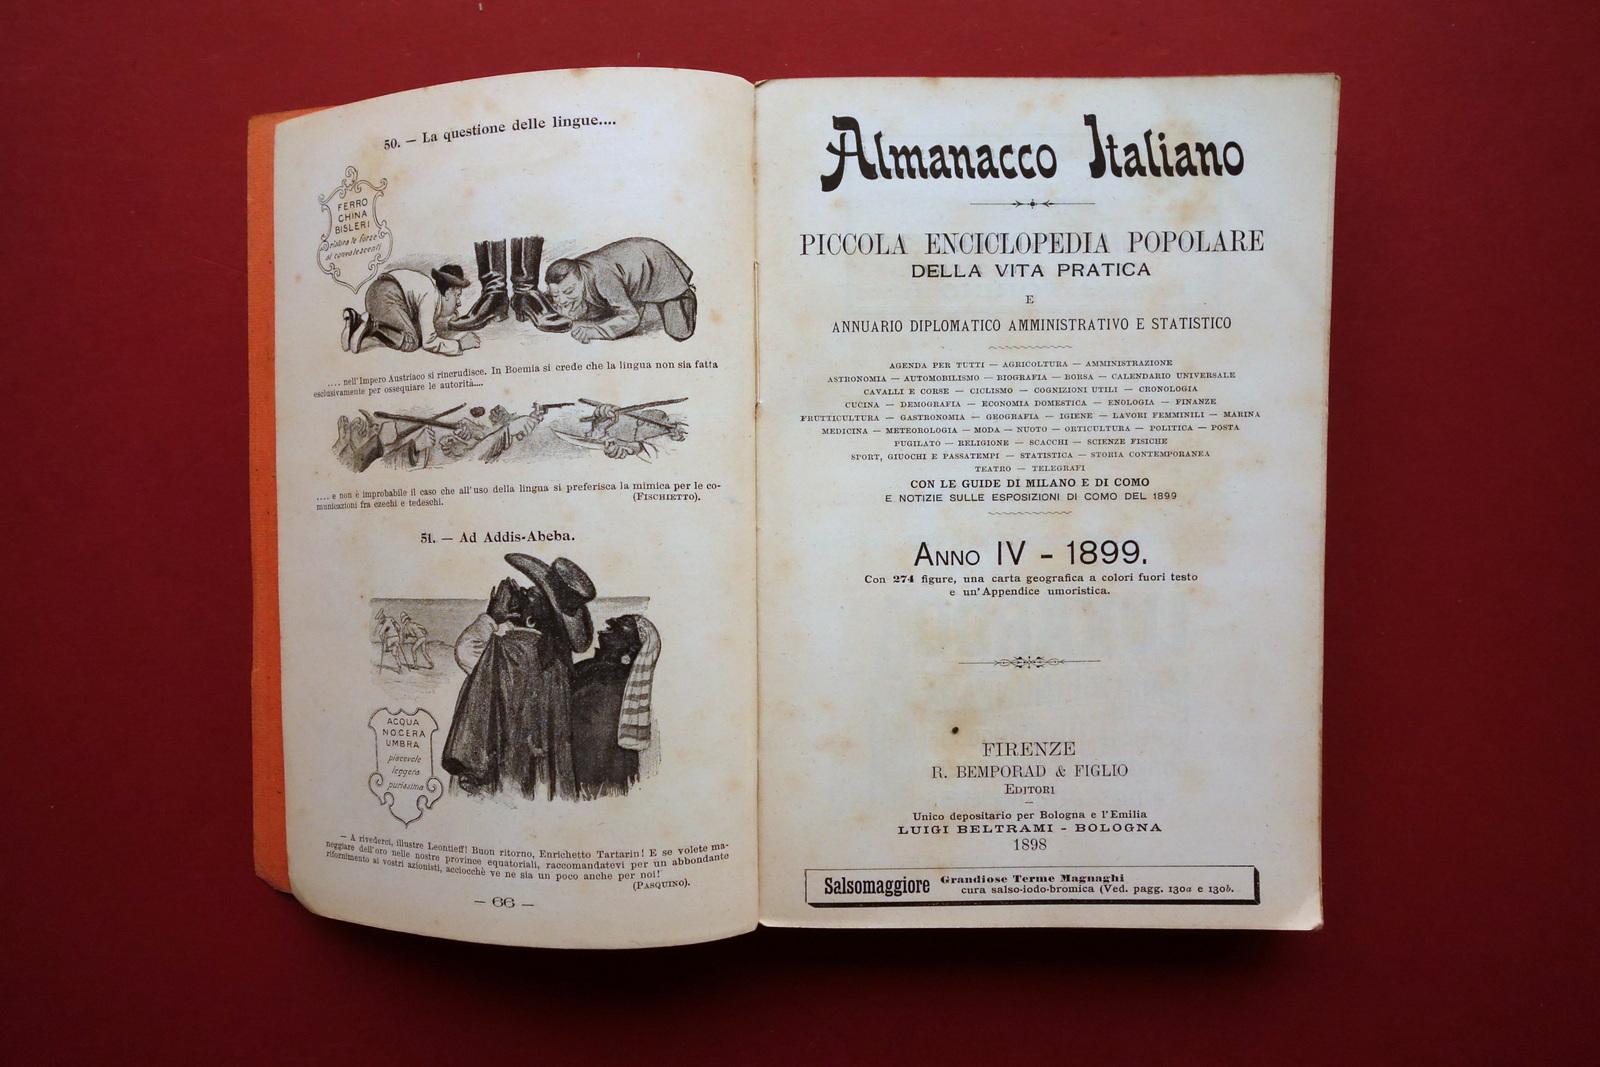 50. — La questione delle lingue....
FERRO
CHINA
BISLERI
ridona le forze
ai convalescenti
.... nell'Impero Austriaco si rincrudisce. In Boemia si crede che la lingua non sia fatta
esclusivamente per ossequiare le autorità....
.... e non è improbabile il caso che all'uso della lingua si preferisca la mimica per le co-
municazioni fra czechi e tedeschi.
(FISCHIETTO).
51. — Ad Addis-Abeba.
ACQUA
NOCERA
UMBRA
piacevole
leggera
purissima
— A rivederci, illustre Leontieff! Buon ritorno, Enrichetto Tartarin! E se volete ma-
neggiare dell'oro nelle nostre province equatoriali, raccomandatevi per un abbondante
rifornimento ai vostri azionisti, acciocchè ve ne sia un poco anche per noi!
(PASQUINO).
— 66 —
Almanacco Italiano
PICCOLA ENCICLOPEDIA POPOLARE
DELLA VITA PRATICA
E
ANNUARIO DIPLOMATICO AMMINISTRATIVO E STATISTICO
AGENDA PER TUTTI — AGRICOLTURA — AMMINISTRAZIONE
ASTRONOMIA — AUTOMOBILISMO — BIOGRAFIA — BORSA — CALENDARIO UNIVERSALE
CAVALLI E CORSE — CICLISMO — COGNIZIONI UTILI — CRONOLOGIA
CUCINA — DEMOGRAFIA — ECONOMIA DOMESTICA — ENOLOGIA — FINANZE
FRUTTICULTURA — GASTRONOMIA — GEOGRAFIA — IGIENE — LAVORI FEMMINILI — MARINA
MEDICINA — METEOROLOGIA — MODA — NUOTO — ORTICULTURA — POLITICA — POSTA
PUGILATO — RELIGIONE — SCACCHI — SCIENZE FISICHE
SPORT, GIUOCHI E PASSATEMPI — STATISTICA — STORIA CONTEMPORANEA
TEATRO — TELEGRAFI
CON LE GUIDE DI MILANO E DI COMO
E NOTIZIE SULLE ESPOSIZIONI DI COMO DEL 1899
ANNO IV - 1899.
Con 274 figure, una carta geografica a colori fuori testo
e un'Appendice umoristica.
FIRENZE
R. BEMPORAD & FIGLIO
EDITORI
Unico depositario per Bologna e l'Emilia
LUIGI BELTRAMI - BOLOGNA
1898
Salsomaggiore Grandiose Terme Magnaghi
cura salso-iodo-bromica (Ved. pagg. 130a e 130b.